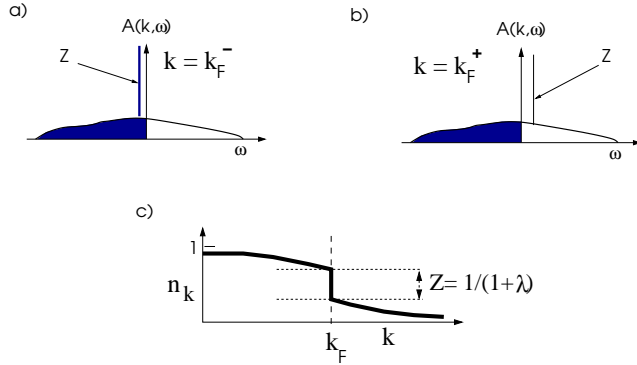 a)
A(k,ω)
Z
k = k_F^-
ω
b)
A(k,ω)
k = k_F^+
Z
ω
c)
1
n_k
Z= 1/(1+λ)
k_F
k